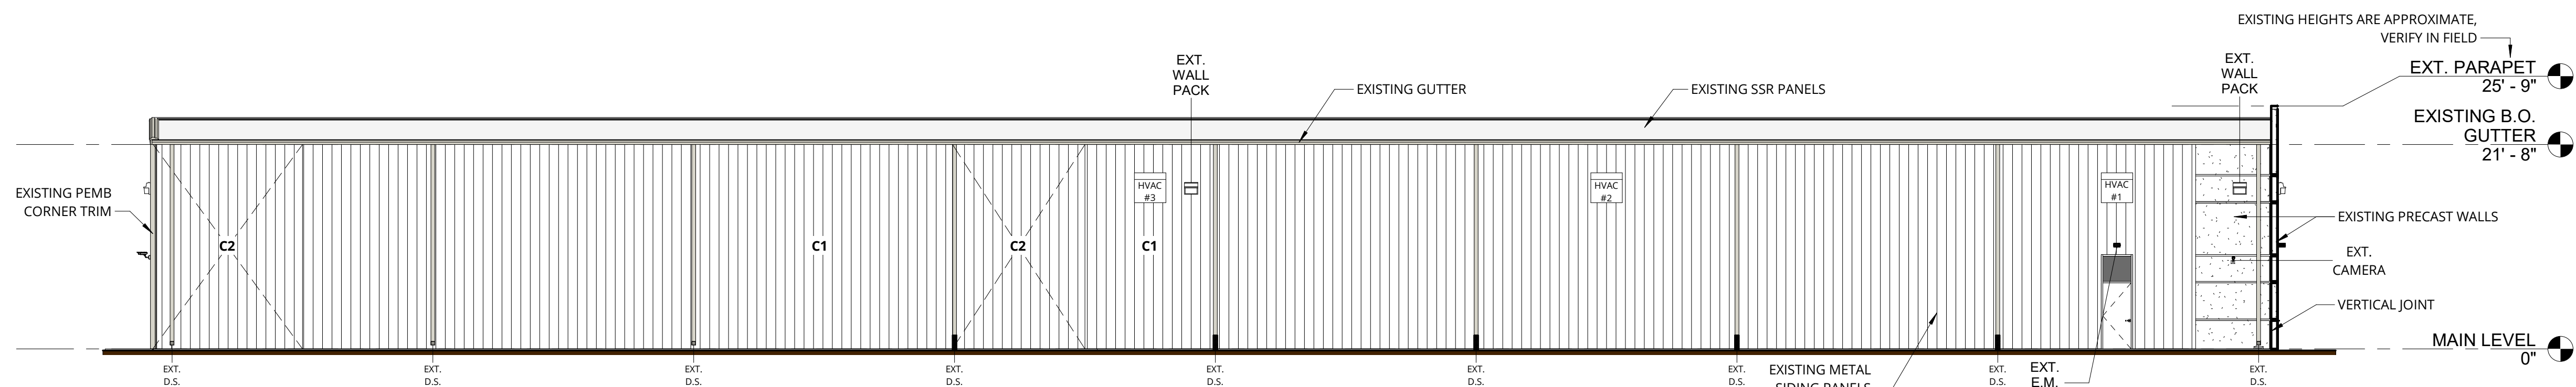 EXISTING HEIGHTS ARE APPROXIMATE,
VERIFY IN FIELD
EXT.
WALL
PACK
EXISTING GUTTER
EXISTING SSR PANELS
EXT.
WALL
PACK
EXT. PARAPET
25' - 9"
EXISTING B.O.
GUTTER
21' - 8"
EXISTING PEMB
CORNER TRIM
HVAC
#3
HVAC
#2
HVAC
#1
EXISTING PRECAST WALLS
C2
C1
C2
C1
EXT.
CAMERA
VERTICAL JOINT
MAIN LEVEL
0"
EXT.
D.S.
EXT.
D.S.
EXT.
D.S.
EXT.
D.S.
EXT.
D.S.
EXT.
D.S.
EXT.
D.S.
EXISTING METAL
SIDING PANELS
EXT.
D.S.
EXT.
E.M.
EXT.
D.S.